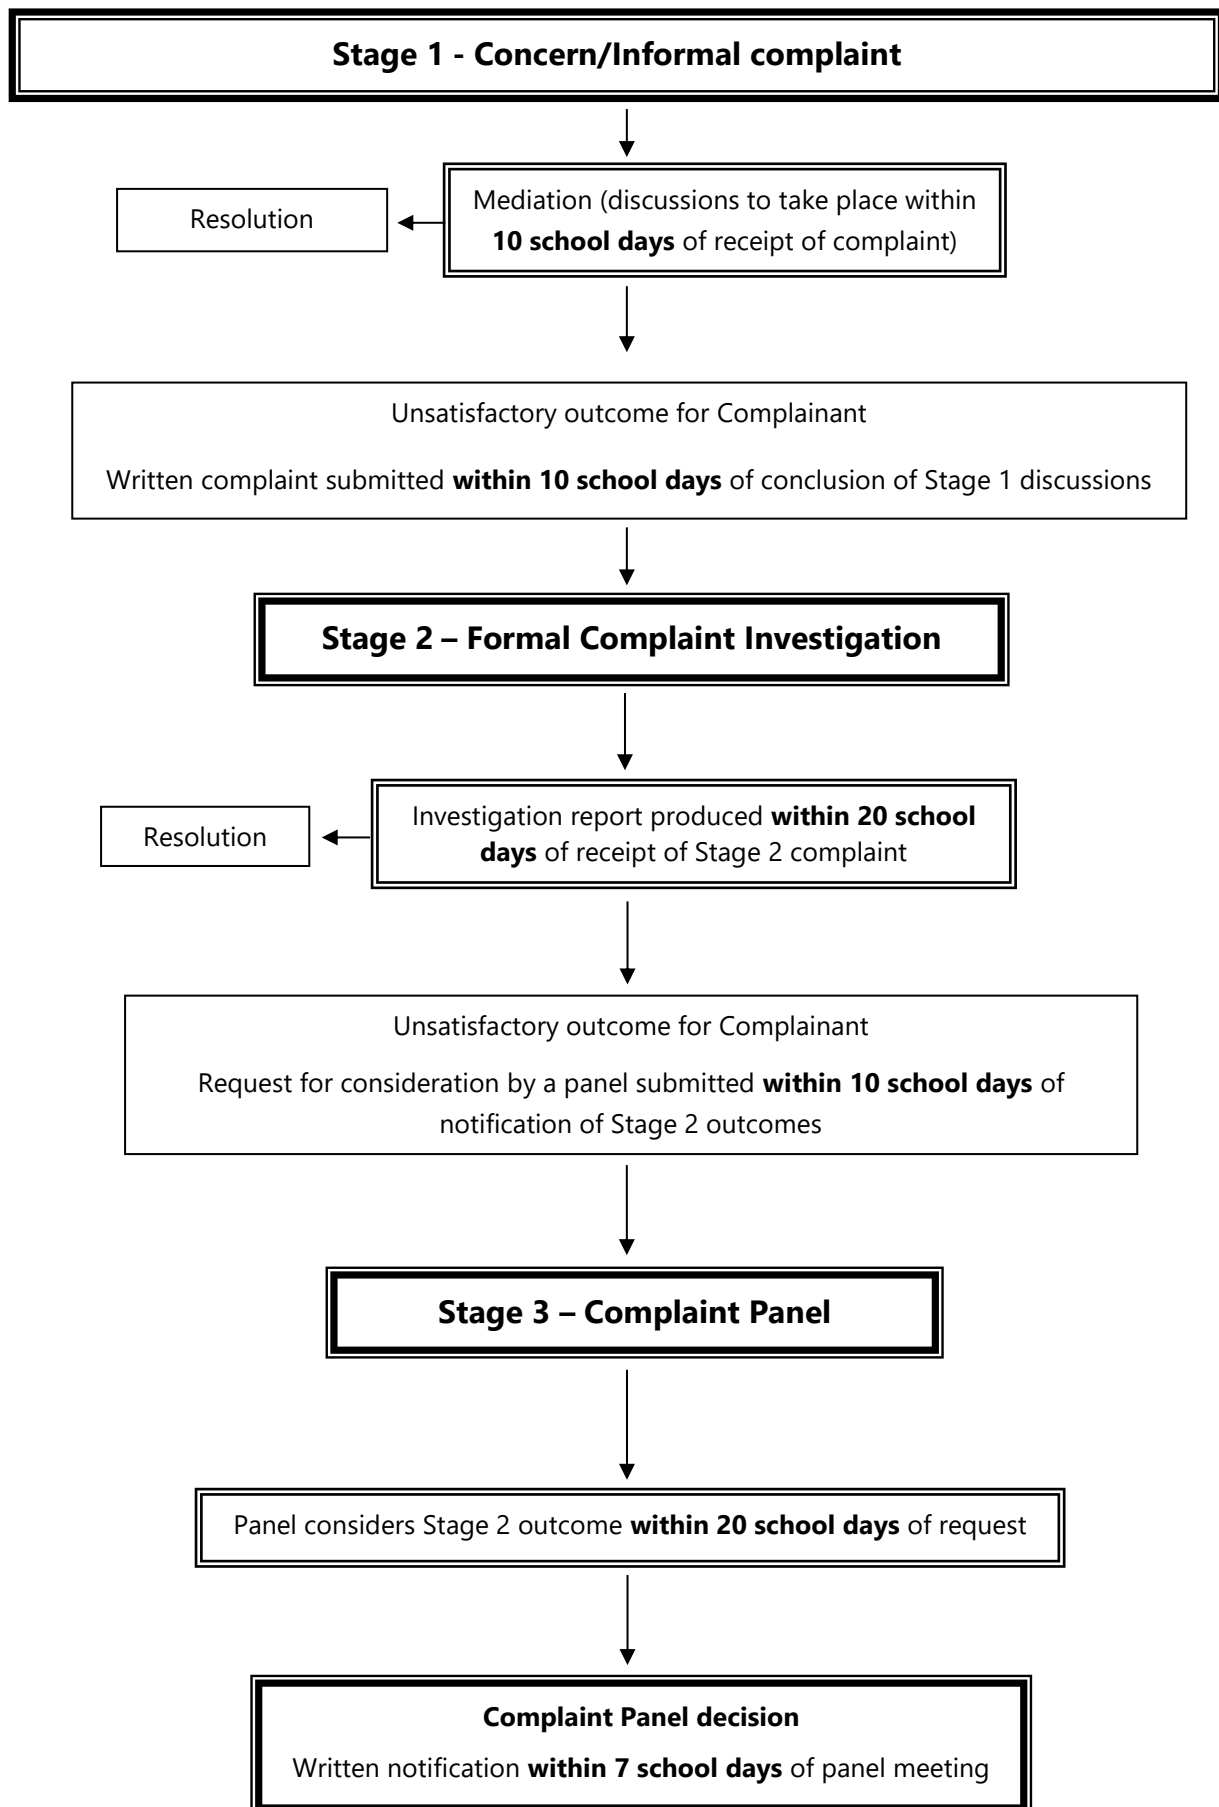 Stage 1 - Concern/Informal complaint
Mediation (discussions to take place within
10 school days of receipt of complaint)
Resolution
Unsatisfactory outcome for Complainant
Written complaint submitted within 10 school days of conclusion of Stage 1 discussions
Stage 2 – Formal Complaint Investigation
Investigation report produced within 20 school
days of receipt of Stage 2 complaint
Resolution
Unsatisfactory outcome for Complainant
Request for consideration by a panel submitted within 10 school days of
notification of Stage 2 outcomes
Stage 3 – Complaint Panel
Panel considers Stage 2 outcome within 20 school days of request
Complaint Panel decision
Written notification within 7 school days of panel meeting